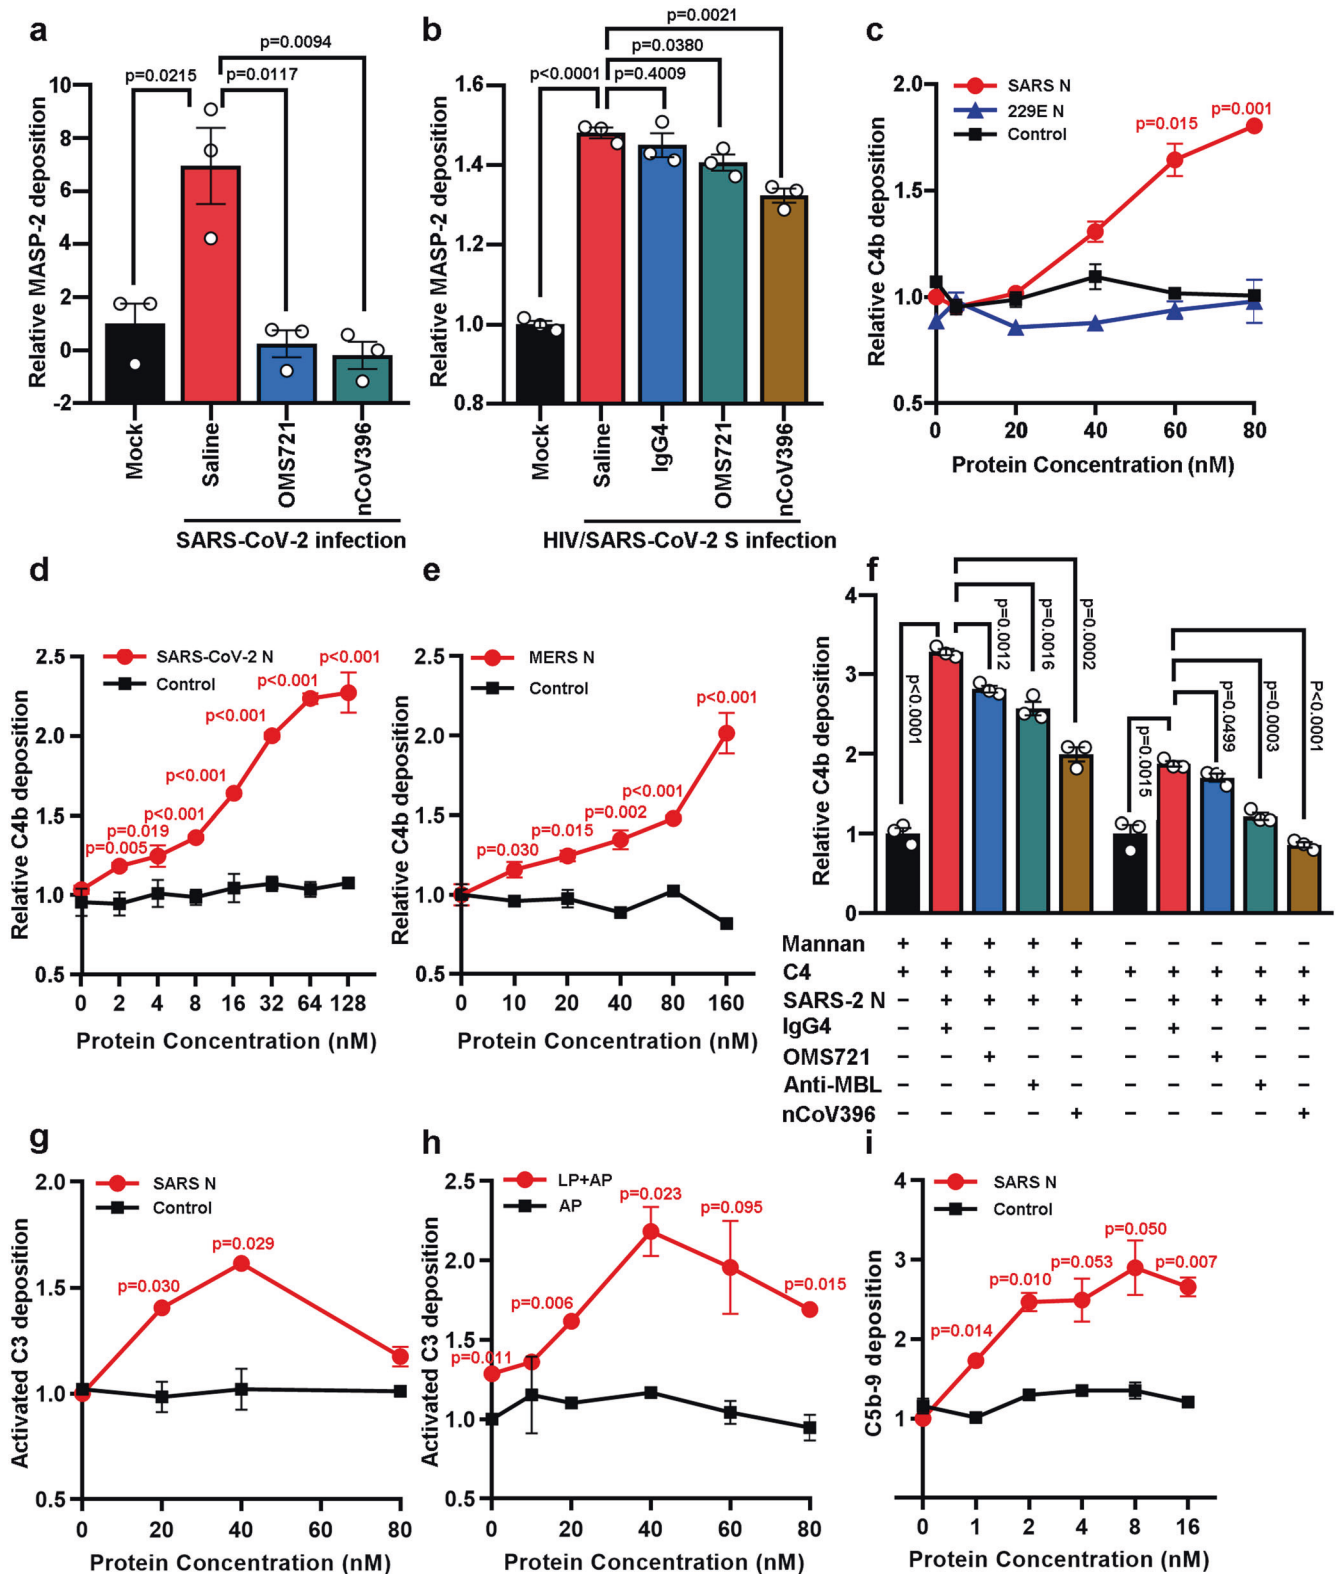 a
p=0.0094
p=0.0215
p=0.0117
Relative MASP-2 deposition
10
8
6
4
2
0
-2
Mock
Saline
OMS721
nCoV396
SARS-CoV-2 infection
b
p=0.0021
p=0.0380
p<0.0001
p=0.4009
Relative MASP-2 deposition
1.6
1.4
1.2
1.0
0.8
Mock
Saline
IgG4
OMS721
nCoV396
HIV/SARS-CoV-2 S infection
c
SARS N
229E N
Control
p=0.015
p=0.001
Relative C4b deposition
2.0
1.5
1.0
0.5
0 20 40 60 80
Protein Concentration (nM)
d
SARS-CoV-2 N
Control
p<0.001
p<0.001
p<0.001
p<0.001
p<0.001
p=0.019
p=0.005
Relative C4b deposition
2.5
2.0
1.5
1.0
0.5
0 2 4 8 16 32 64 128
Protein Concentration (nM)
e
MERS N
Control
p<0.001
p<0.001
p=0.002
p=0.015
p=0.030
Relative C4b deposition
2.5
2.0
1.5
1.0
0.5
0 10 20 40 80 160
Protein Concentration (nM)
f
Relative C4b deposition
4
3
2
1
0
p<0.0001
p=0.0012
p=0.0016
p=0.0002
p=0.0015
p=0.0499
p=0.0003
P<0.0001
Mannan + + + + + – – – – –
C4 + + + + + + + + + +
SARS-2 N – + + + + – + + + +
IgG4 – + – – – – + – – –
OMS721 – – + – – – – + – –
Anti-MBL – – – + – – – – + –
nCoV396 – – – – + – – – – +
g
SARS N
Control
p=0.029
p=0.030
Activated C3 deposition
2.0
1.5
1.0
0.5
0 20 40 60 80
Protein Concentration (nM)
h
LP+AP
AP
p=0.023
p=0.095
p=0.006
p=0.015
p=0.011
Activated C3 deposition
2.5
2.0
1.5
1.0
0.5
0 20 40 60 80
Protein Concentration (nM)
i
SARS N
Control
p=0.050
p=0.053
p=0.007
p=0.010
p=0.014
C5b-9 deposition
4
3
2
1
0 1 2 4 8 16
Protein Concentration (nM)